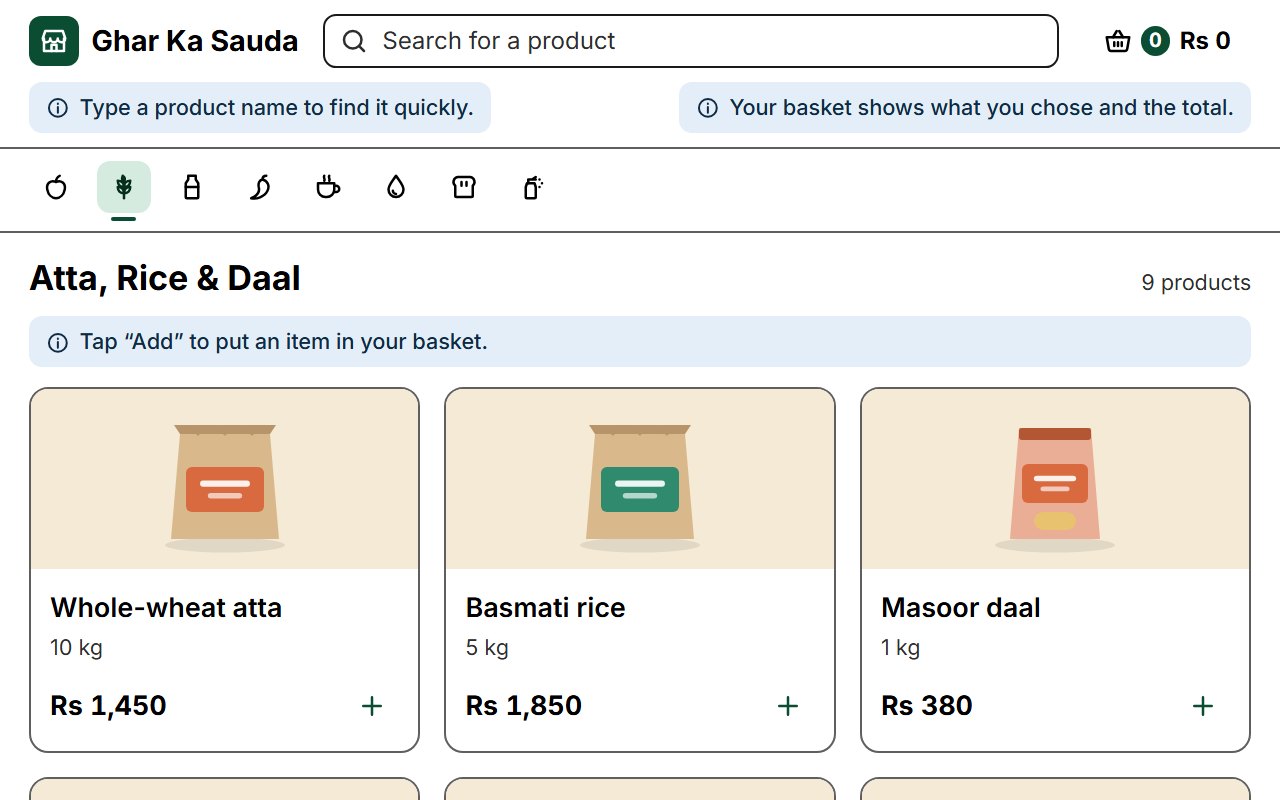 Ghar Ka Sauda
Search for a product
0 Rs 0
Type a product name to find it quickly.
Your basket shows what you chose and the total.
Atta, Rice & Daal
9 products
Tap “Add” to put an item in your basket.
Whole-wheat atta
10 kg
Rs 1,450
Basmati rice
5 kg
Rs 1,850
Masoor daal
1 kg
Rs 380